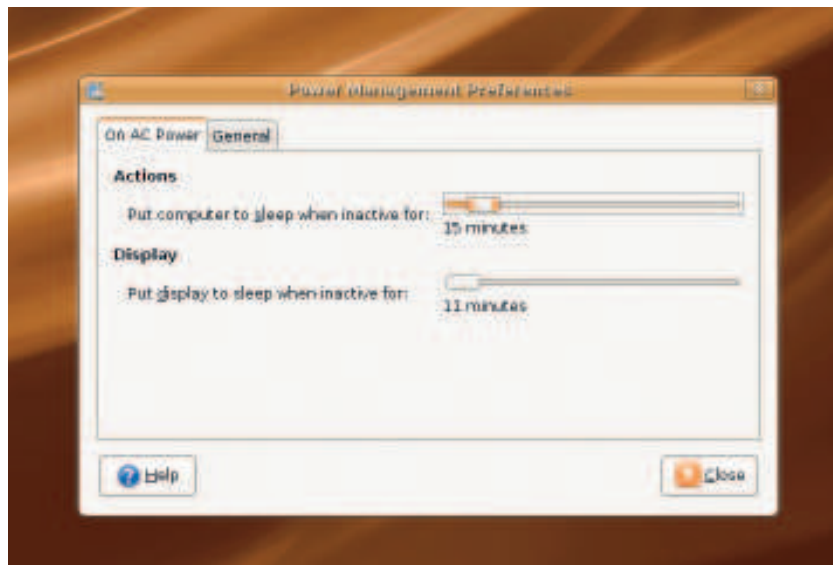 Power Management Preferences
On AC Power
General
Actions
Put computer to sleep when inactive for:
15 minutes
Display
Put display to sleep when inactive for:
11 minutes
Help
Close